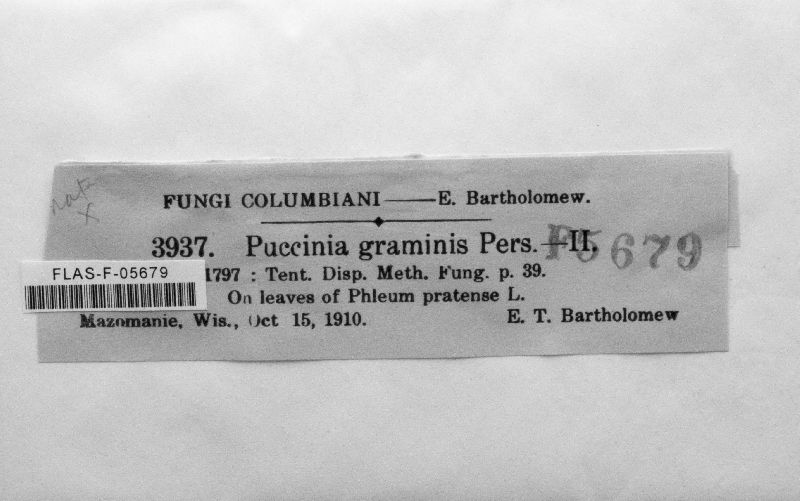 FUNGI COLUMBIANI——E. Bartholomew.
3937. Puccinia graminis Pers.—II.
F5679
FLAS-F-05679
1797 : Tent. Disp. Meth. Fung. p. 39.
On leaves of Phleum pratense L.
Mazomanie, Wis., Oct 15, 1910. E. T. Bartholomew